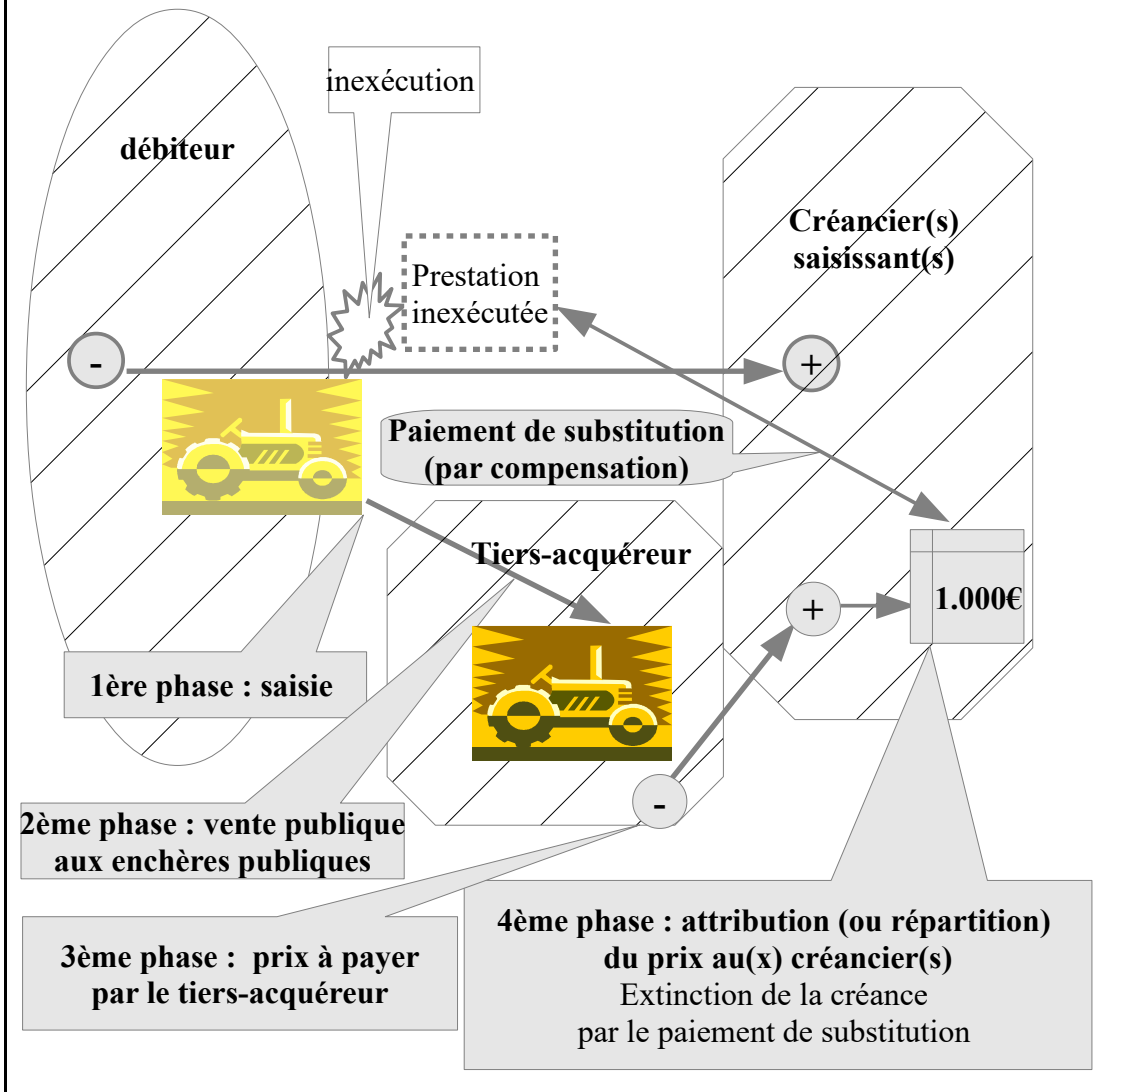 inexécution
débiteur
Créancier(s)
saisissant(s)
Prestation
inexécutée
-
+
Paiement de substitution
(par compensation)
Tiers-acquéreur
+
1.000€
1ère phase : saisie
-
2ème phase : vente publique
aux enchères publiques
3ème phase :  prix à payer
par le tiers-acquéreur
4ème phase : attribution (ou répartition)
du prix au(x) créancier(s)
Extinction de la créance
par le paiement de substitution